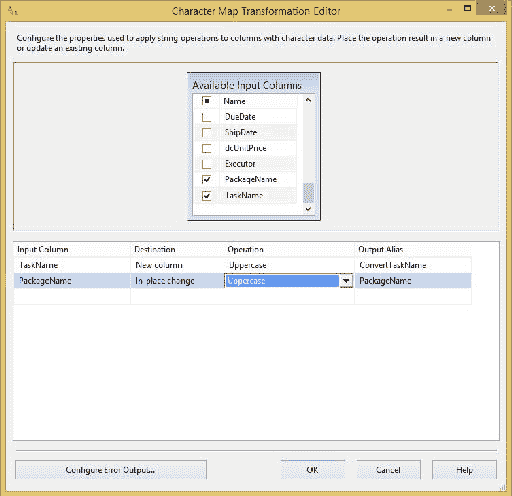 Character Map Transformation Editor
Configure the properties used to apply string operations to columns with character data. Place the operation result in a new column
or update an existing column.
Available Input Columns
Name
DueDate
ShipDate
dcUnitPrice
Executor
PackageName
TaskName
Input Column Destination Operation Output Alias
TaskName New column Uppercase ConvertTaskName
PackageName In-place change Uppercase PackageName
Configure Error Output... OK Cancel Help